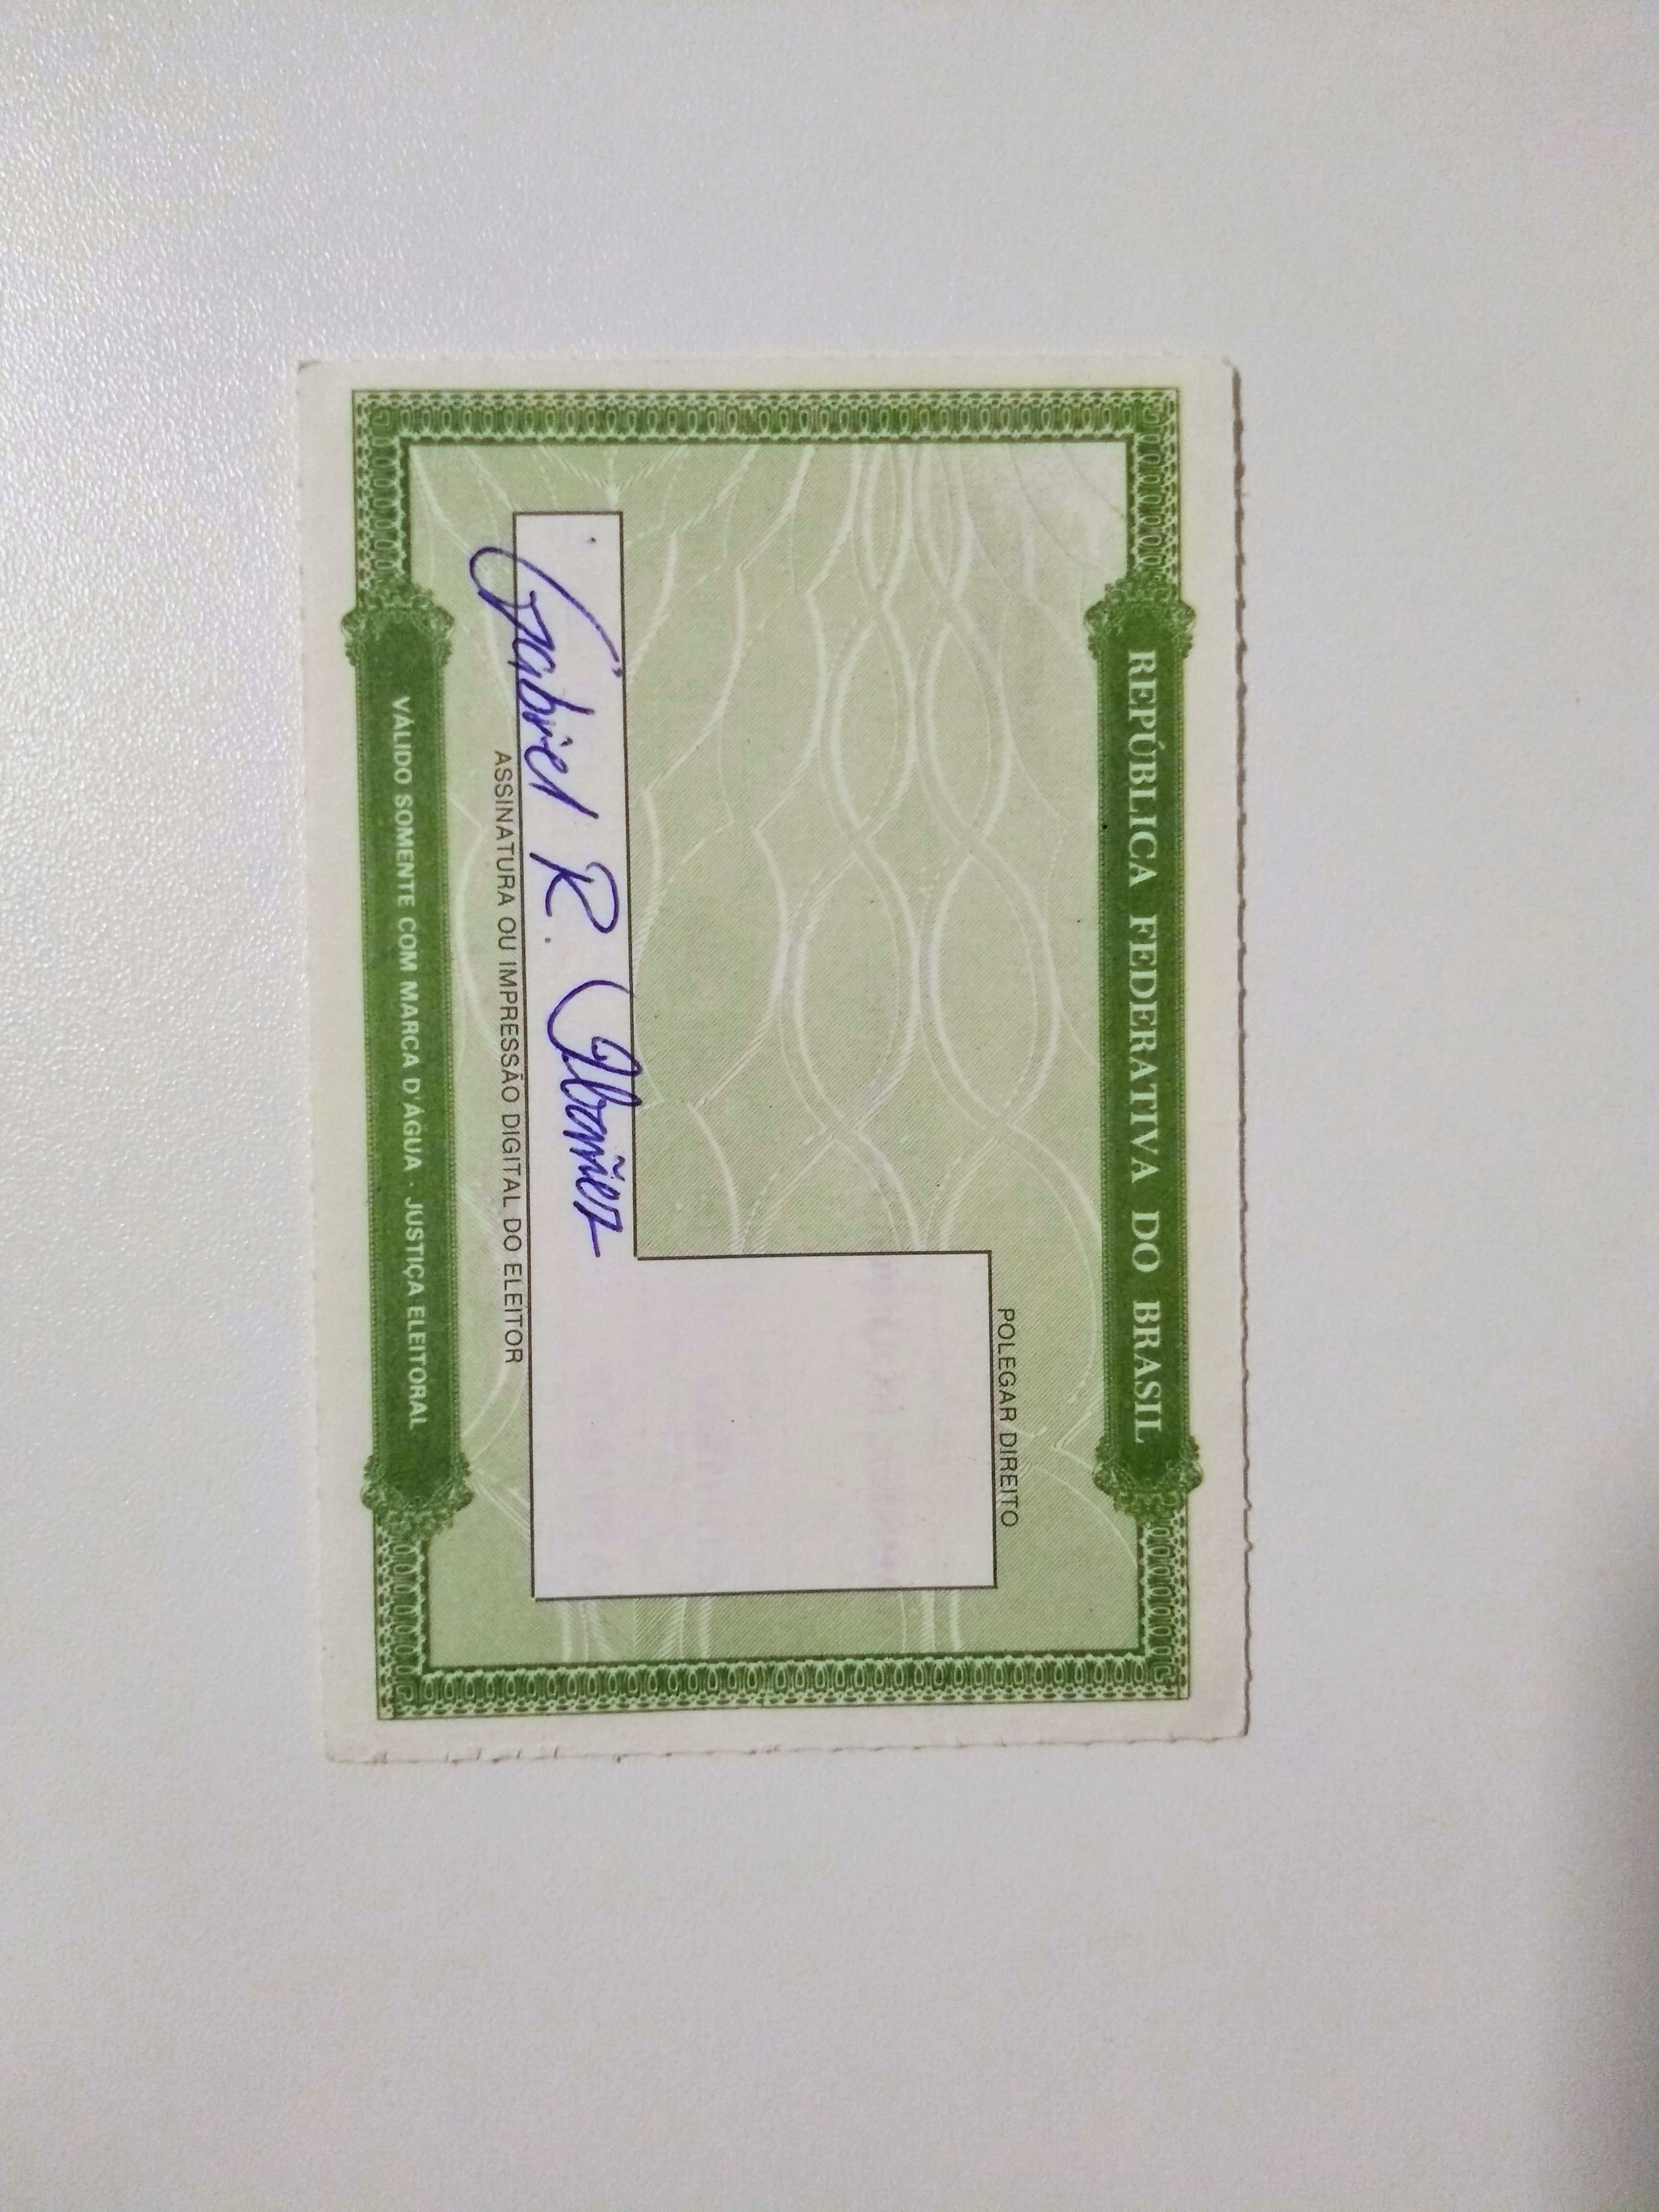 REPÚBLICA FEDERATIVA DO BRASIL
POLEGAR DIREITO
Gabriel R. Ibañez
ASSINATURA OU IMPRESSÃO DIGITAL DO ELEITOR
VÁLIDO SOMENTE COM MARCA D'ÁGUA · JUSTIÇA ELEITORAL